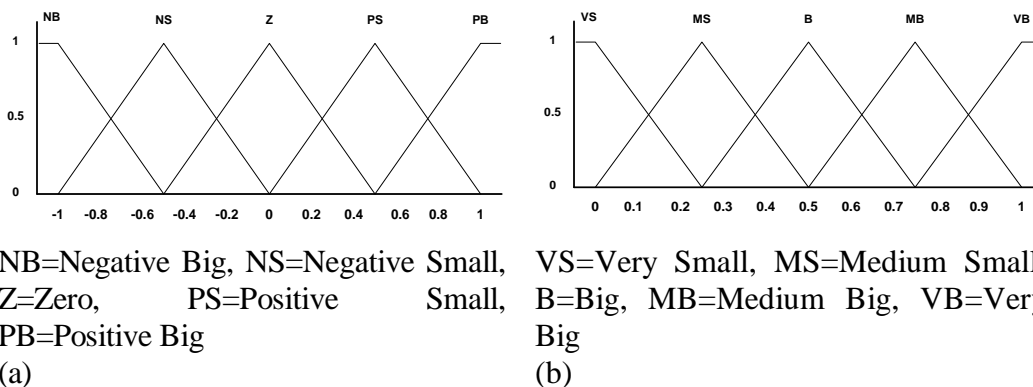 NB NS Z PS PB
1
0.5
0
-1 -0.8 -0.6 -0.4 -0.2 0 0.2 0.4 0.6 0.8 1
NB=Negative Big, NS=Negative Small,
Z=Zero, PS=Positive Small,
PB=Positive Big
(a)
VS MS B MB VB
1
0.5
0
0 0.1 0.2 0.3 0.4 0.5 0.6 0.7 0.8 0.9 1
VS=Very Small, MS=Medium Small
B=Big, MB=Medium Big, VB=Very
Big
(b)